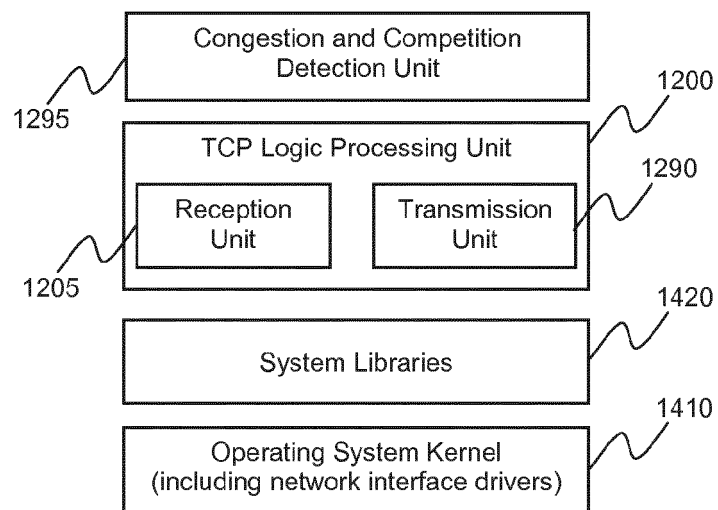 Congestion and Competition
Detection Unit
1295
1200
TCP Logic Processing Unit
1290
Reception
Unit
Transmission
Unit
1205
1420
System Libraries
1410
Operating System Kernel
(including network interface drivers)